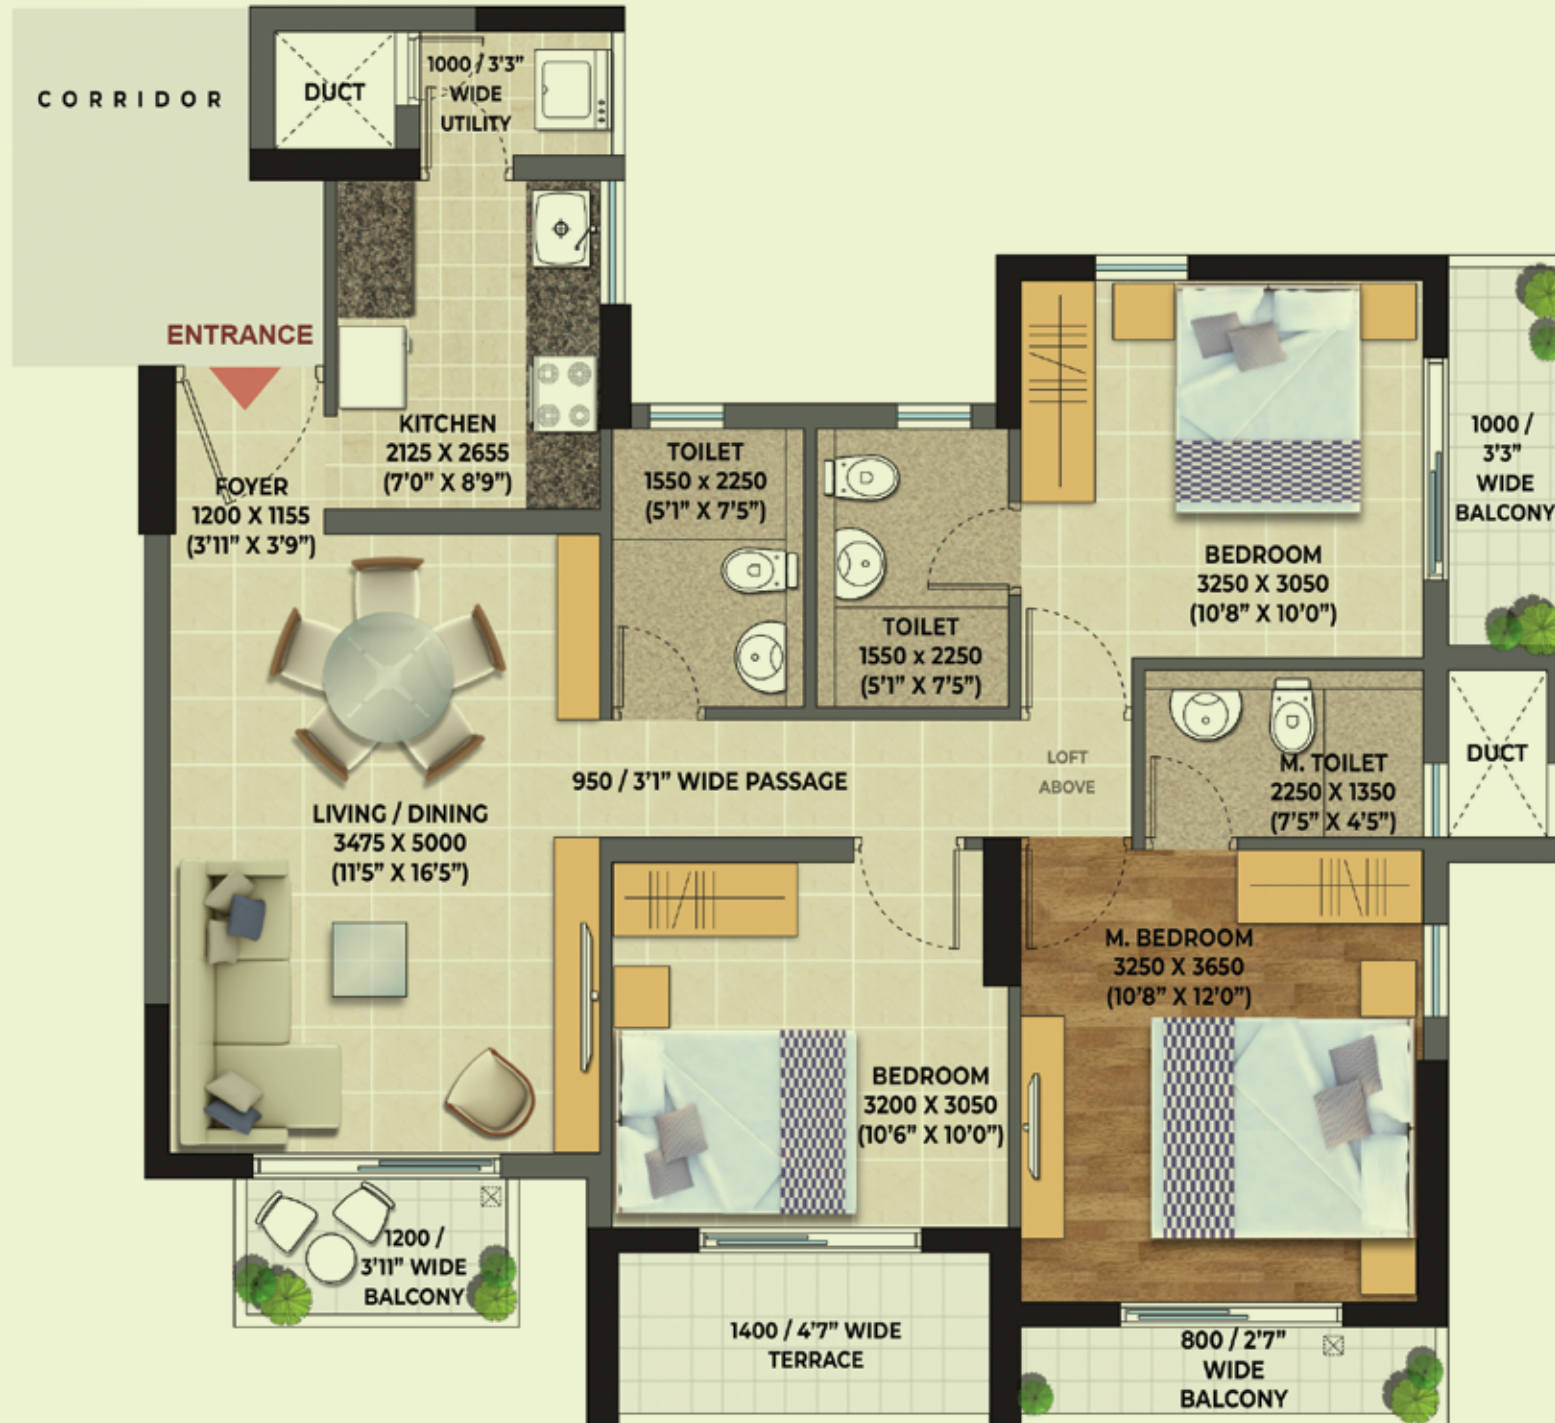 CORRIDOR
DUCT
1000 / 3'3"
WIDE
UTILITY
ENTRANCE
KITCHEN
2125 X 2655
(7'0" X 8'9")
FOYER
1200 X 1155
(3'11" X 3'9")
TOILET
1550 x 2250
(5'1" X 7'5")
TOILET
1550 x 2250
(5'1" X 7'5")
BEDROOM
3250 X 3050
(10'8" X 10'0")
1000 /
3'3"
WIDE
BALCONY
LIVING / DINING
3475 X 5000
(11'5" X 16'5")
950 / 3'1" WIDE PASSAGE
LOFT
ABOVE
M. TOILET
2250 X 1350
(7'5" X 4'5")
DUCT
M. BEDROOM
3250 X 3650
(10'8" X 12'0")
BEDROOM
3200 X 3050
(10'6" X 10'0")
1200 /
3'11" WIDE
BALCONY
1400 / 4'7" WIDE
TERRACE
800 / 2'7"
WIDE
BALCONY